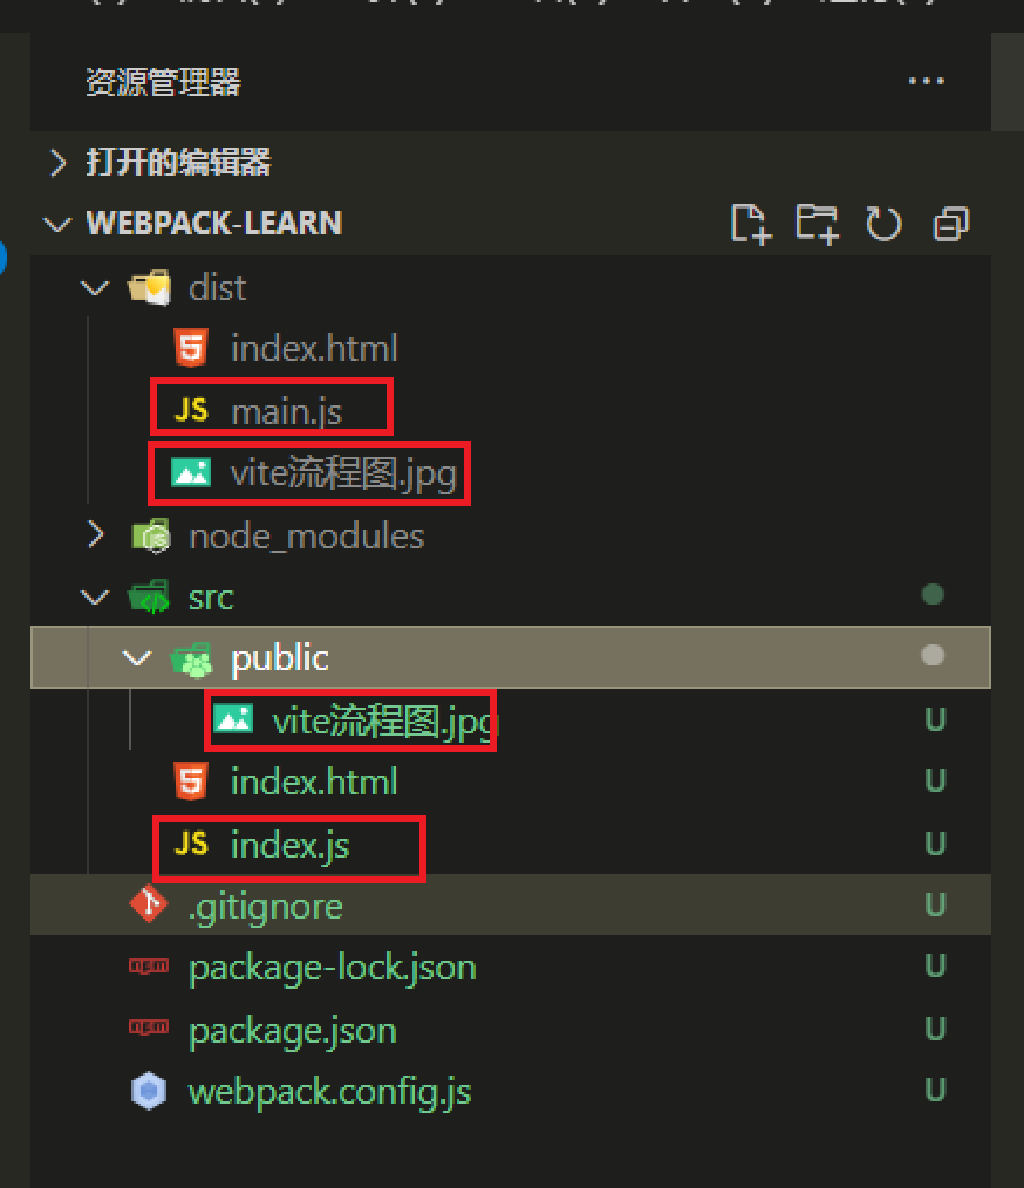 资源管理器
打开的编辑器
WEBPACK-LEARN
dist
index.html
JS main.js
vite流程图.jpg
node_modules
src
public
vite流程图.jpg U
index.html U
JS index.js U
.gitignore U
package-lock.json U
package.json U
webpack.config.js U